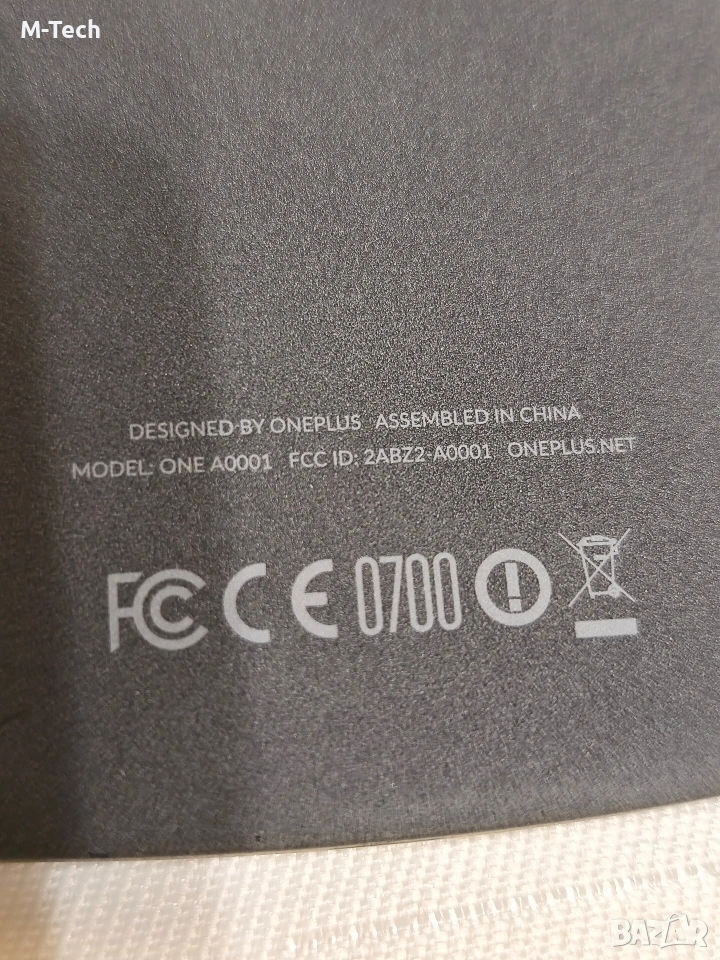 M-Tech
DESIGNED BY ONEPLUS ASSEMBLED IN CHINA
MODEL: ONE A0001 FCC ID: 2ABZ2-A0001 ONEPLUS.NET
FC CE 0700 !
BAZAR